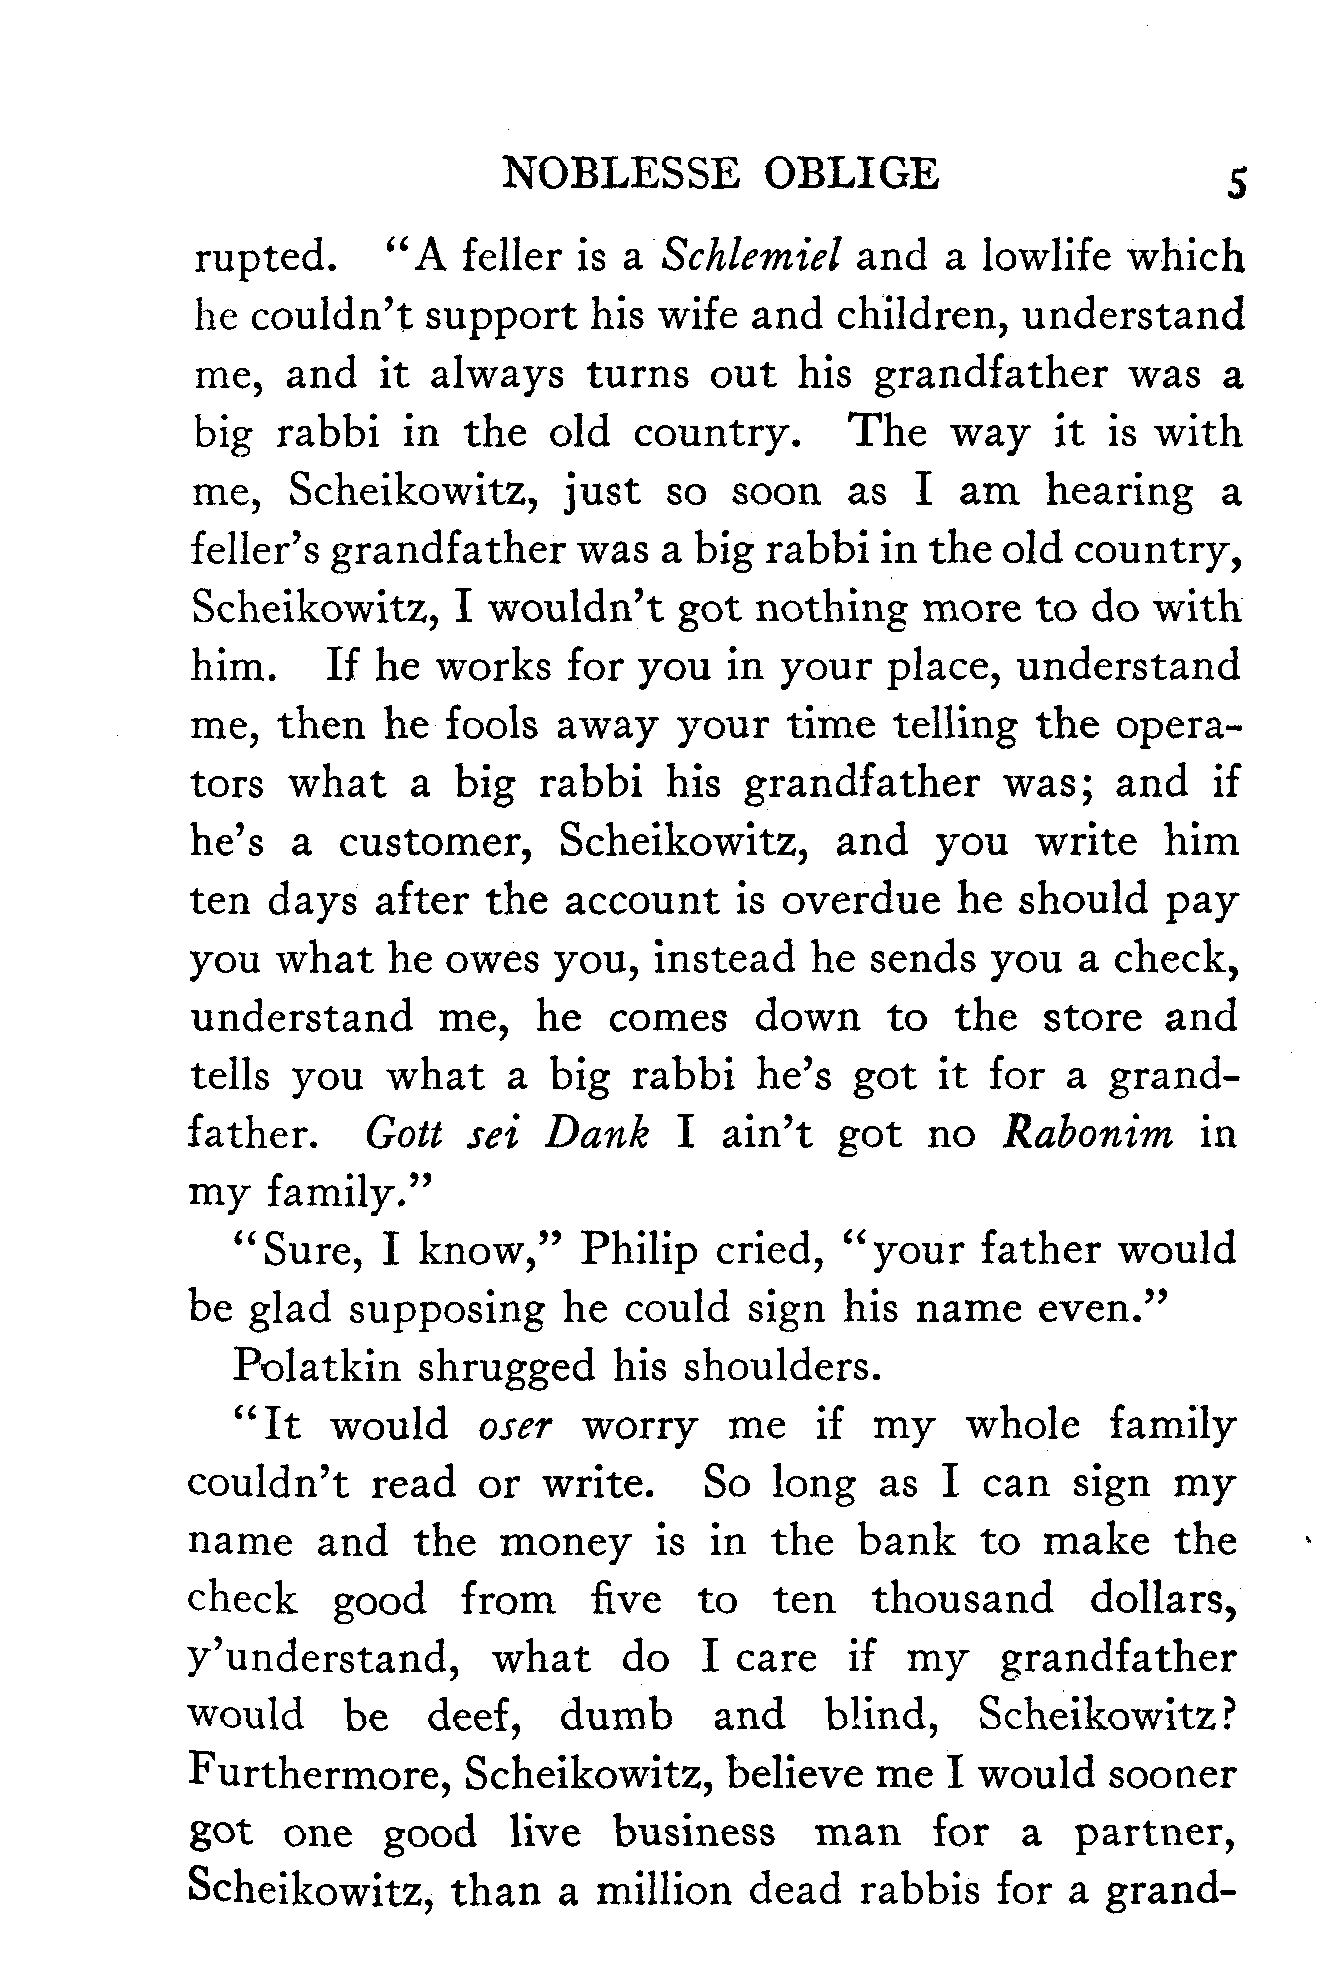 NOBLESSE OBLIGE 5
rupted. “A feller is a Schlemiel and a lowlife which
he couldn’t support his wife and children, understand
me, and it always turns out his grandfather was a
big rabbi in the old country. The way it is with
me, Scheikowitz, just so soon as I am hearing a
feller’s grandfather was a big rabbi in the old country,
Scheikowitz, I wouldn’t got nothing more to do with
him. If he works for you in your place, understand
me, then he fools away your time telling the opera-
tors what a big rabbi his grandfather was; and if
he’s a customer, Scheikowitz, and you write him
ten days after the account is overdue he should pay
you what he owes you, instead he sends you a check,
understand me, he comes down to the store and
tells you what a big rabbi he’s got it for a grand-
father. Gott sei Dank I ain’t got no Rabonim in
my family.”
“Sure, I know,” Philip cried, “your father would
be glad supposing he could sign his name even.”
Polatkin shrugged his shoulders.
“It would oser worry me if my whole family
couldn’t read or write. So long as I can sign my
name and the money is in the bank to make the
check good from five to ten thousand dollars,
y’understand, what do I care if my grandfather
would be deef, dumb and blind, Scheikowitz?
Furthermore, Scheikowitz, believe me I would sooner
got one good live business man for a partner,
Scheikowitz, than a million dead rabbis for a grand-